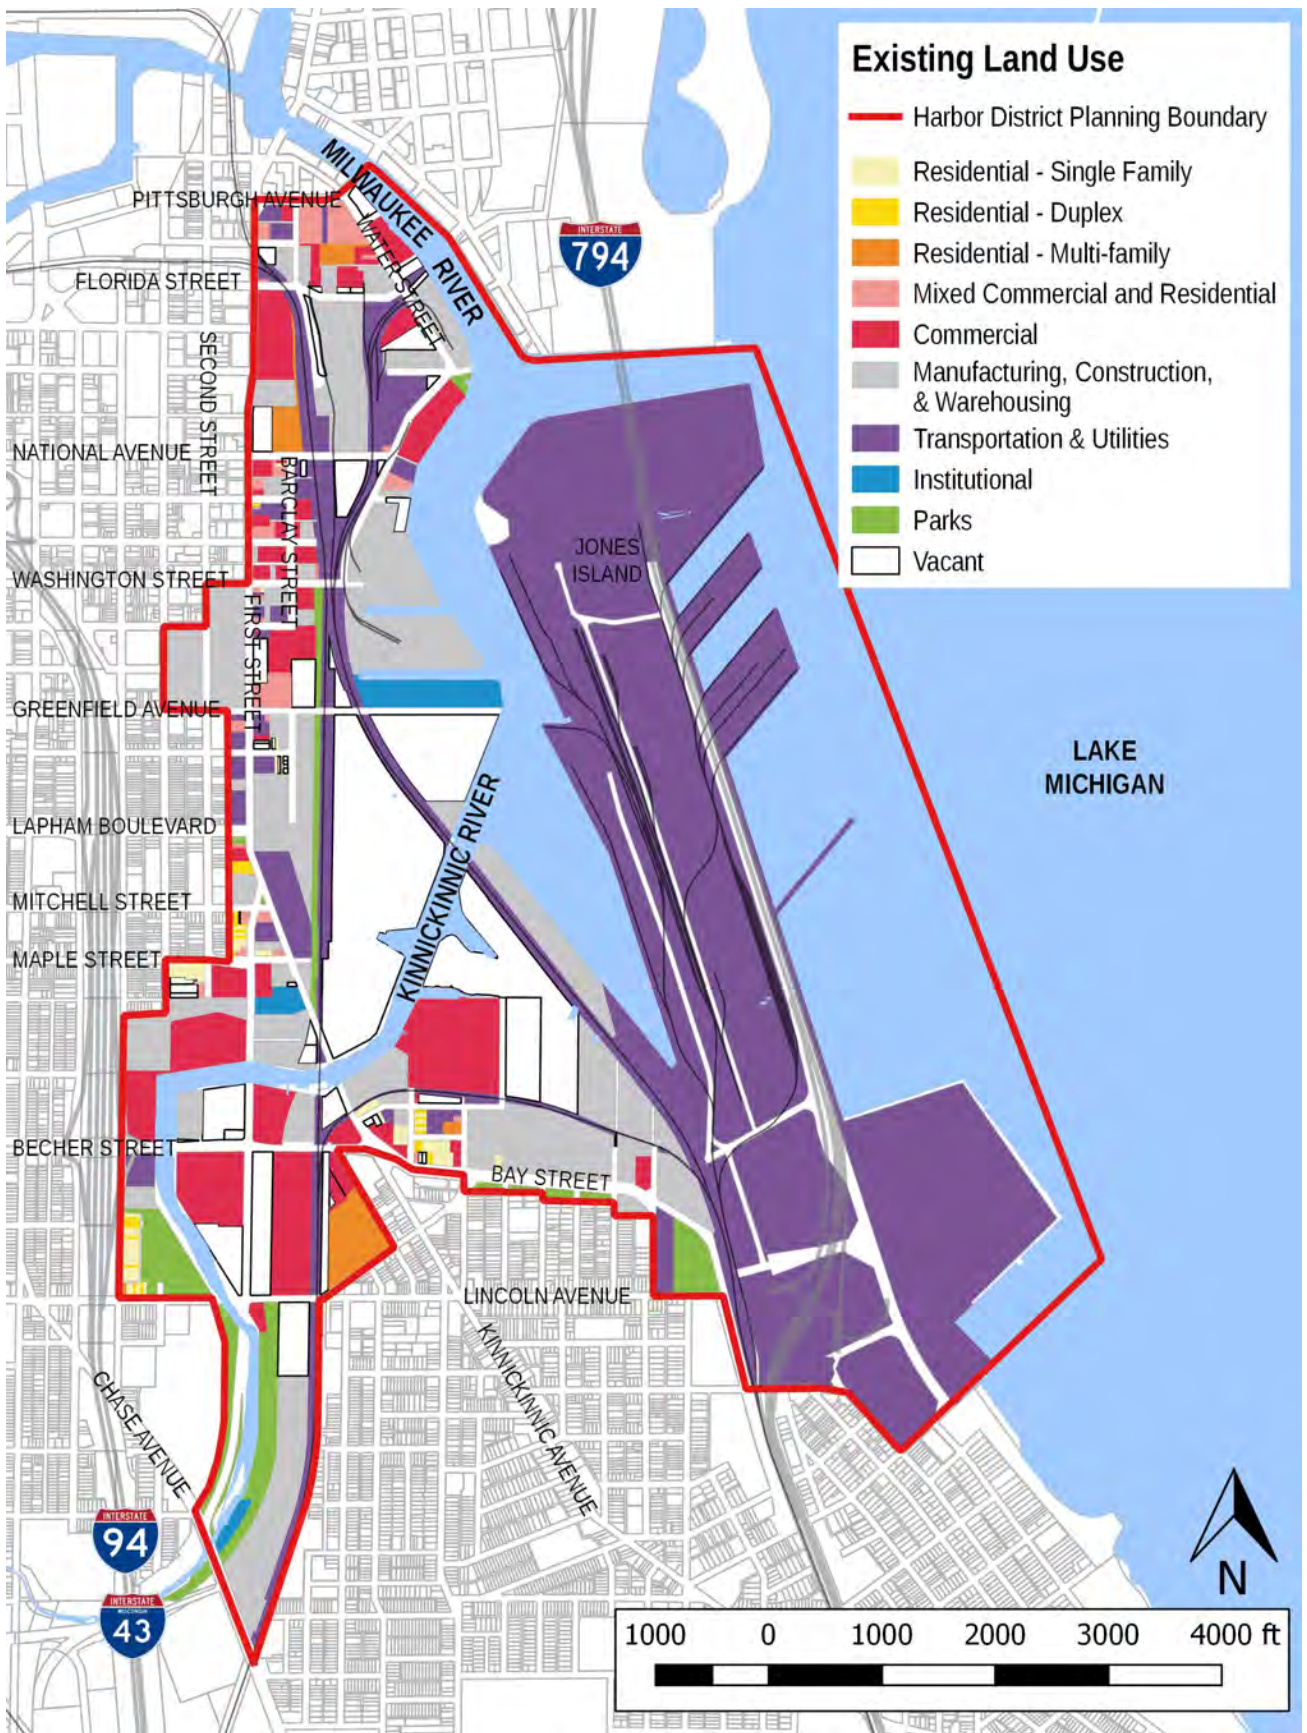 Existing Land Use
Harbor District Planning Boundary
Residential - Single Family
Residential - Duplex
Residential - Multi-family
Mixed Commercial and Residential
Commercial
Manufacturing, Construction,
& Warehousing
Transportation & Utilities
Institutional
Parks
Vacant
MILWAUKEE RIVER
PITTSBURGH AVENUE
WATER STREET
INTERSTATE
794
FLORIDA STREET
SECOND STREET
NATIONAL AVENUE
BARCLAY STREET
JONES
ISLAND
WASHINGTON STREET
FIRST STREET
GREENFIELD AVENUE
LAKE
MICHIGAN
KINNICKINNIC RIVER
LAPHAM BOULEVARD
MITCHELL STREET
MAPLE STREET
BECHER STREET
BAY STREET
LINCOLN AVENUE
KINNICKINNIC AVENUE
CHASE AVENUE
INTERSTATE
94
INTERSTATE
WISCONSIN
43
N
1000 0 1000 2000 3000 4000 ft